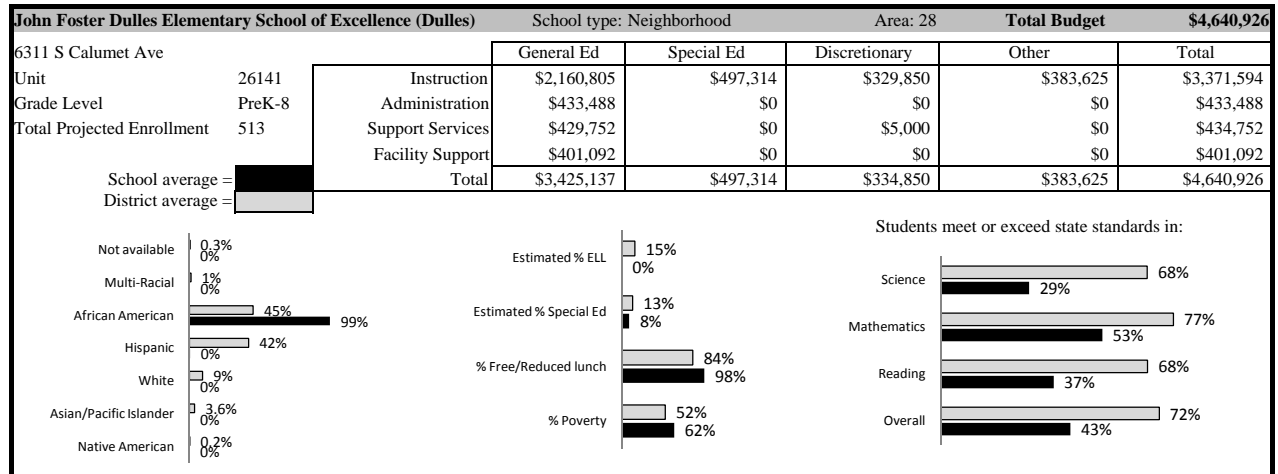 John Foster Dulles Elementary School of Excellence (Dulles) School type: Neighborhood Area: 28 Total Budget $4,640,926
6311 S Calumet Ave General Ed Special Ed Discretionary Other Total
Unit 26141 Instruction $2,160,805 $497,314 $329,850 $383,625 $3,371,594
Grade Level PreK-8 Administration $433,488 $0 $0 $0 $433,488
Total Projected Enrollment 513 Support Services $429,752 $0 $5,000 $0 $434,752
Facility Support $401,092 $0 $0 $0 $401,092
School average = Total $3,425,137 $497,314 $334,850 $383,625 $4,640,926
District average =
Not available 0.3% 0%
Multi-Racial 1% 0%
African American 45% 99%
Hispanic 42% 0%
White 9% 0%
Asian/Pacific Islander 3.6% 0%
Native American 0.2% 0%
Estimated % ELL 15% 0%
Estimated % Special Ed 13% 8%
% Free/Reduced lunch 84% 98%
% Poverty 52% 62%
Students meet or exceed state standards in:
Science 68% 29%
Mathematics 77% 53%
Reading 68% 37%
Overall 72% 43%